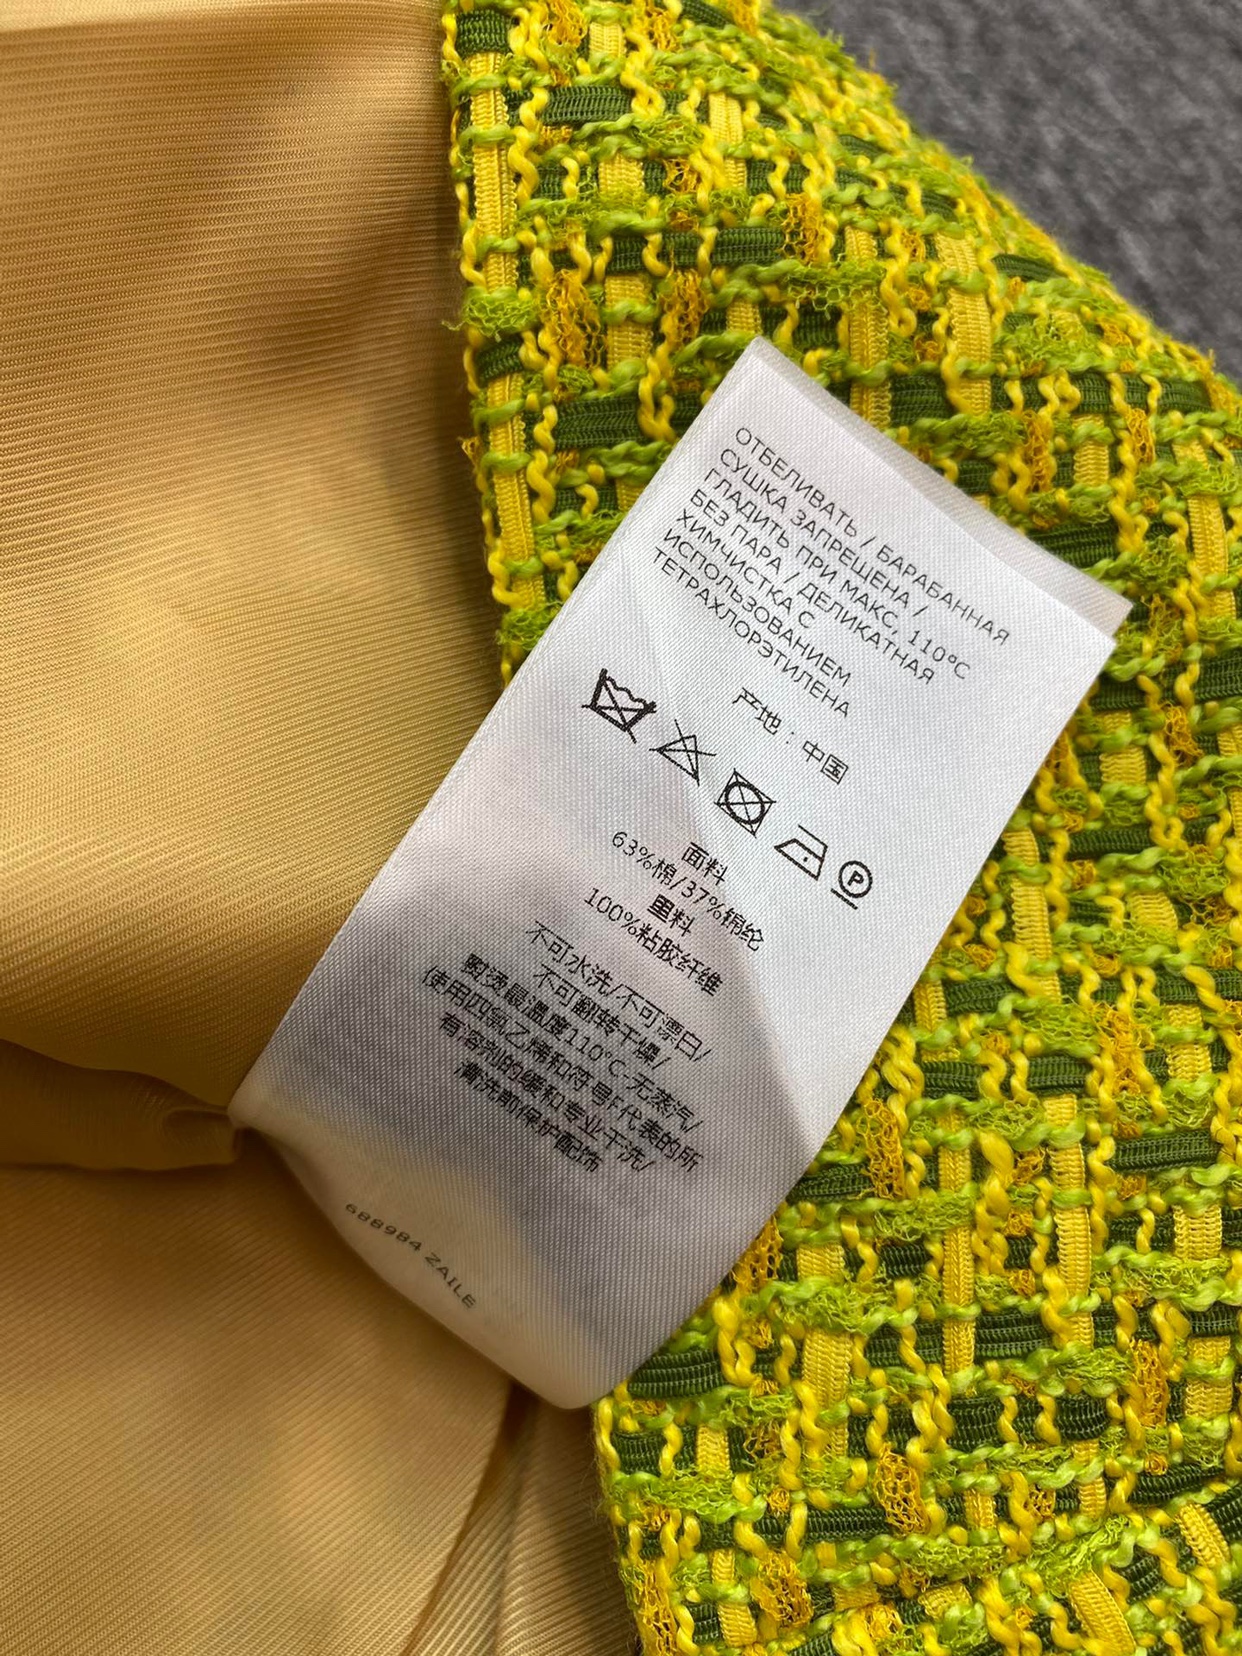 ОТБЕЛИВАТЬ / БАРАБАННАЯ
СУШКА ЗАПРЕЩЕНА /
ГЛАДИТЬ ПРИ МАКС, 110°C
БЕЗ ПАРА / ДЕЛИКАТНАЯ
ХИМЧИСТКА С
ИСПОЛЬЗОВАНИЕМ
ТЕТРАХЛОРЭТИЛЕНА
产地：中国
P
面料
63%棉/37%锦纶
里料
100%粘胶纤维
不可水洗/不可漂白/
不可翻转干燥/
熨烫最温度110°C.无蒸汽/
使用四氯乙烯和符号F代表的所
有溶剂的缓和专业干洗/
清洗前保护配饰
688984 ZAILE